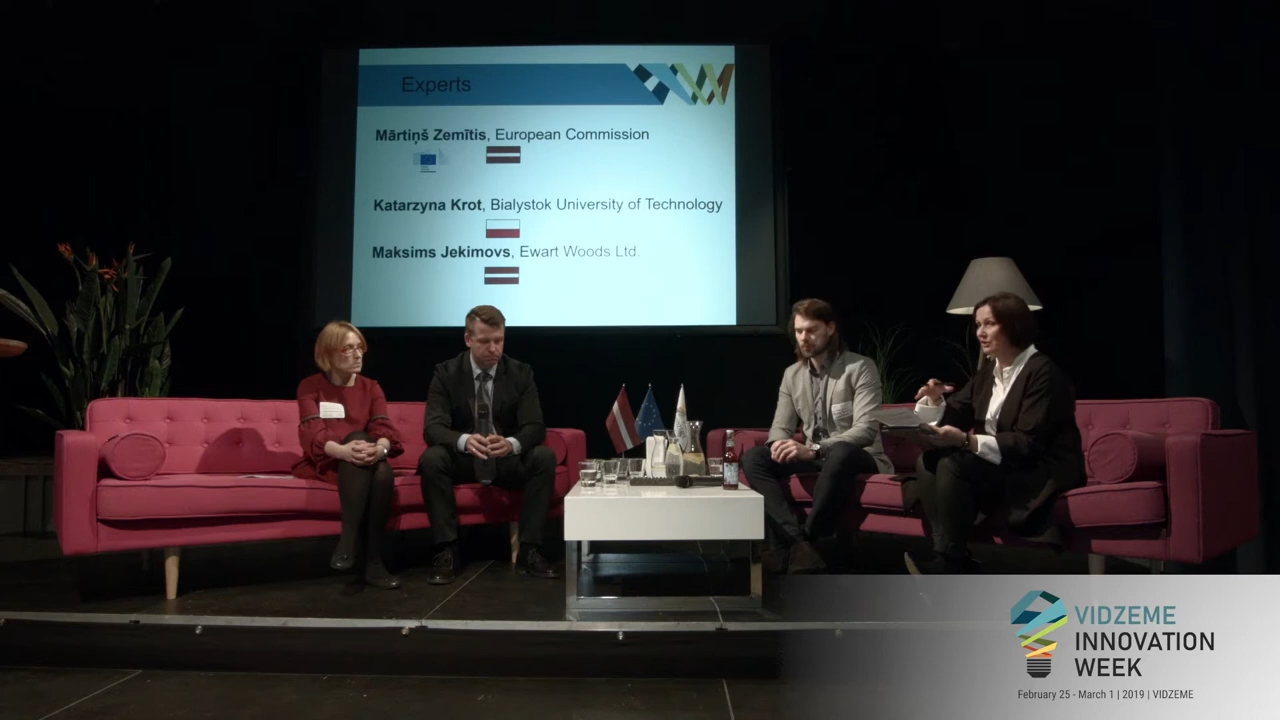 Experts
Mārtiņš Zemītis, European Commission
Katarzyna Krot, Bialystok University of Technology
Maksims Jekimovs, Ewart Woods Ltd.
VIDZEME
INNOVATION
WEEK
February 25 - March 1 | 2019 | VIDZEME